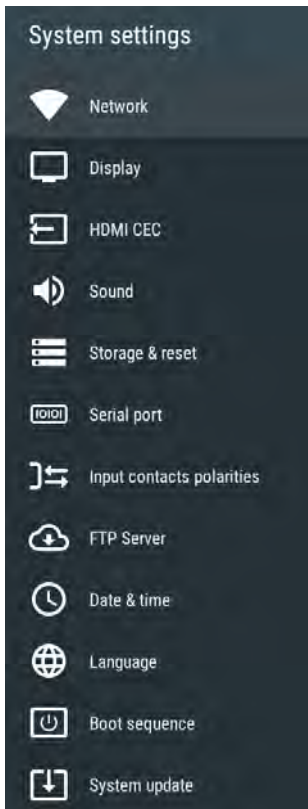 System settings
Network
Display
HDMI CEC
Sound
Storage & reset
IOIOI
Serial port
Input contacts polarities
FTP Server
Date & time
Language
Boot sequence
System update